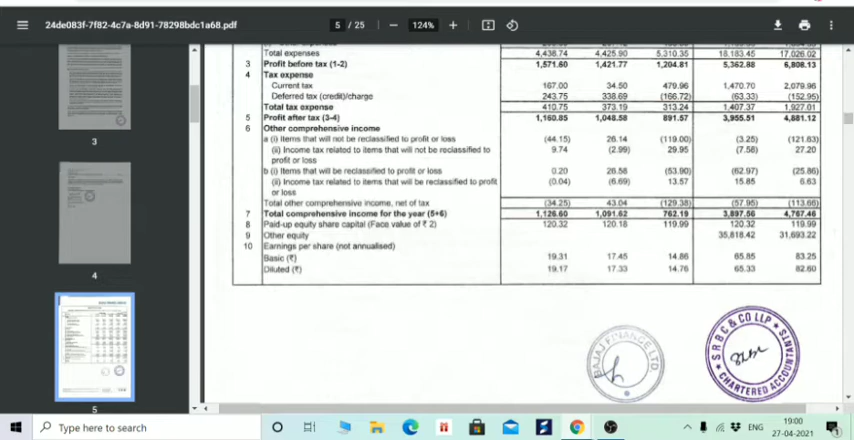 24de083f-7f82-4c7a-8d91-78298bdc1a68.pdf
5 / 25
124%
Total expenses 4,438.74 4,425.90 5,310.35 18,183.45 17,026.02
3 Profit before tax (1-2) 1,571.60 1,421.77 1,204.81 5,362.88 6,808.13
4 Tax expense
Current tax 167.00 34.50 479.96 1,470.70 2,079.96
Deferred tax (credit)/charge 243.75 338.69 (166.72) (63.33) (152.95)
Total tax expense 410.75 373.19 313.24 1,407.37 1,927.01
5 Profit after tax (3-4) 1,160.85 1,048.58 891.57 3,955.51 4,881.12
6 Other comprehensive income
a (i) Items that will not be reclassified to profit or loss (44.15) 26.14 (119.00) (3.25) (121.83)
(ii) Income tax related to items that will not be reclassified to 9.74 (2.99) 29.95 (7.58) 27.20
profit or loss
b (i) Items that will be reclassified to profit or loss 0.20 26.58 (53.90) (62.97) (25.86)
(ii) Income tax related to items that will be reclassified to profit (0.04) (6.69) 13.57 15.85 6.63
or loss
Total other comprehensive income, net of tax (34.25) 43.04 (129.38) (57.95) (113.66)
7 Total comprehensive income for the year (5+6) 1,126.60 1,091.62 762.19 3,897.56 4,767.46
8 Paid-up equity share capital (Face value of ₹ 2) 120.32 120.18 119.99 120.32 119.99
9 Other equity 35,818.42 31,693.22
10 Earnings per share (not annualised)
Basic (₹) 19.31 17.45 14.86 65.85 83.25
Diluted (₹) 19.17 17.33 14.76 65.33 82.60
3
4
5
BAJAJ FINANCE LTD.
S R B C & CO LLP
CHARTERED ACCOUNTANTS
Type here to search
ENG
19:00
27-04-2021